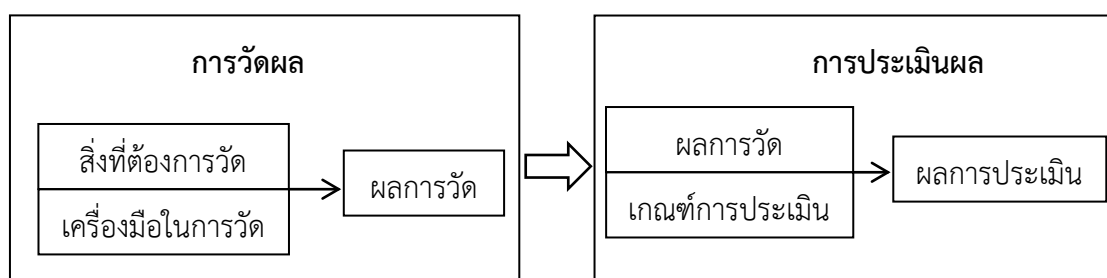 การวัดผล
สิ่งที่ต้องการวัด
เครื่องมือในการวัด
ผลการวัด
การประเมินผล
ผลการวัด
เกณฑ์การประเมิน
ผลการประเมิน